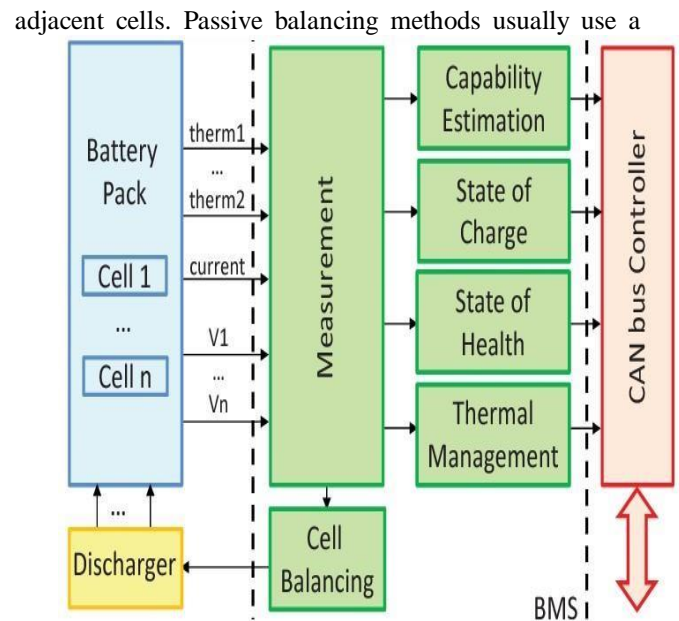 adjacent cells. Passive balancing methods usually use a
Battery
Pack
Cell 1
...
Cell n
therm1
...
therm2
current
V1
...
Vn
Measurement
Capability
Estimation
State of
Charge
State of
Health
Thermal
Management
CAN bus Controller
...
Discharger
Cell
Balancing
BMS